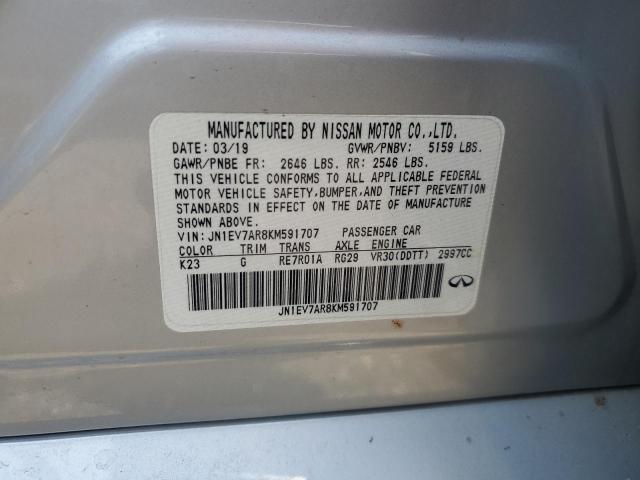 MANUFACTURED BY NISSAN MOTOR CO.,LTD.
DATE: 03/19 GVWR/PNBV: 5159 LBS.
GAWR/PNBE FR: 2646 LBS. RR: 2546 LBS.
THIS VEHICLE CONFORMS TO ALL APPLICABLE FEDERAL
MOTOR VEHICLE SAFETY,BUMPER,AND THEFT PREVENTION
STANDARDS IN EFFECT ON THE DATE OF MANUFACTURE
SHOWN ABOVE.
VIN: JN1EV7AR8KM591707 PASSENGER CAR
COLOR TRIM TRANS AXLE ENGINE
K23 G RE7R01A RG29 VR30(DDTT) 2997CC
JN1EV7AR8KM591707